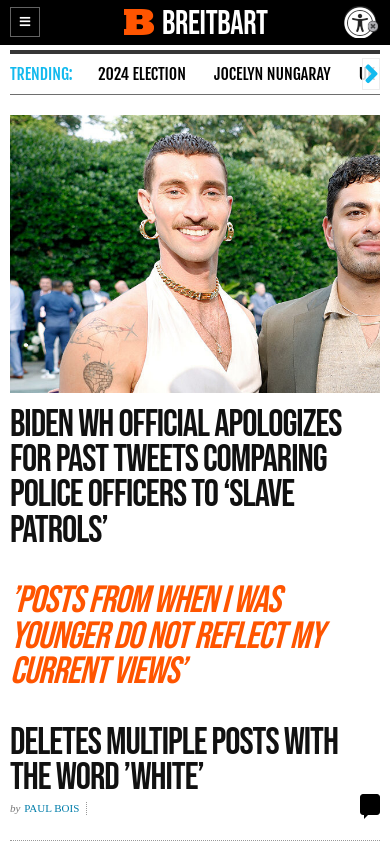 B BREITBART
TRENDING: 2024 ELECTION JOCELYN NUNGARAY
BIDEN WH OFFICIAL APOLOGIZES
FOR PAST TWEETS COMPARING
POLICE OFFICERS TO ‘SLAVE
PATROLS’
’POSTS FROM WHEN I WAS
YOUNGER DO NOT REFLECT MY
CURRENT VIEWS’
DELETES MULTIPLE POSTS WITH
THE WORD ’WHITE’
by PAUL BOIS